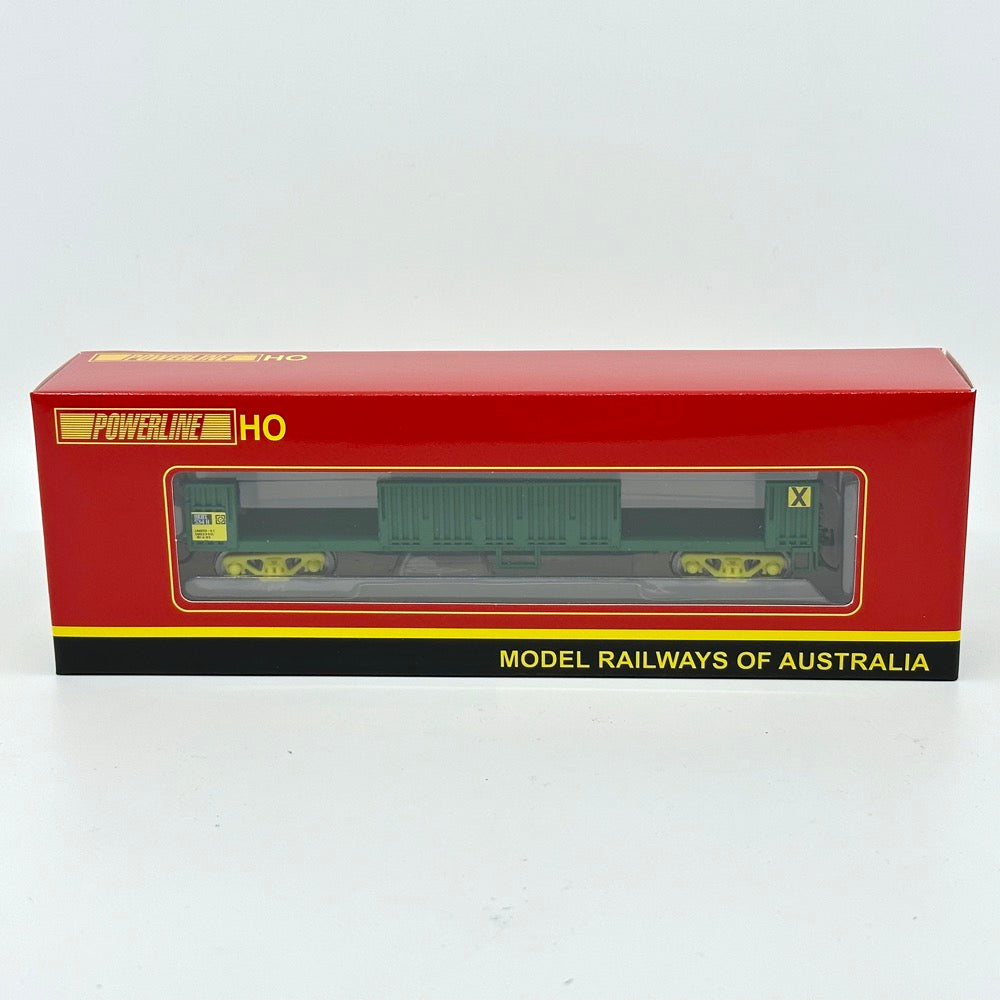 POWERLINE HO
POWERLINE HO
X
MODEL RAILWAYS OF AUSTRALIA